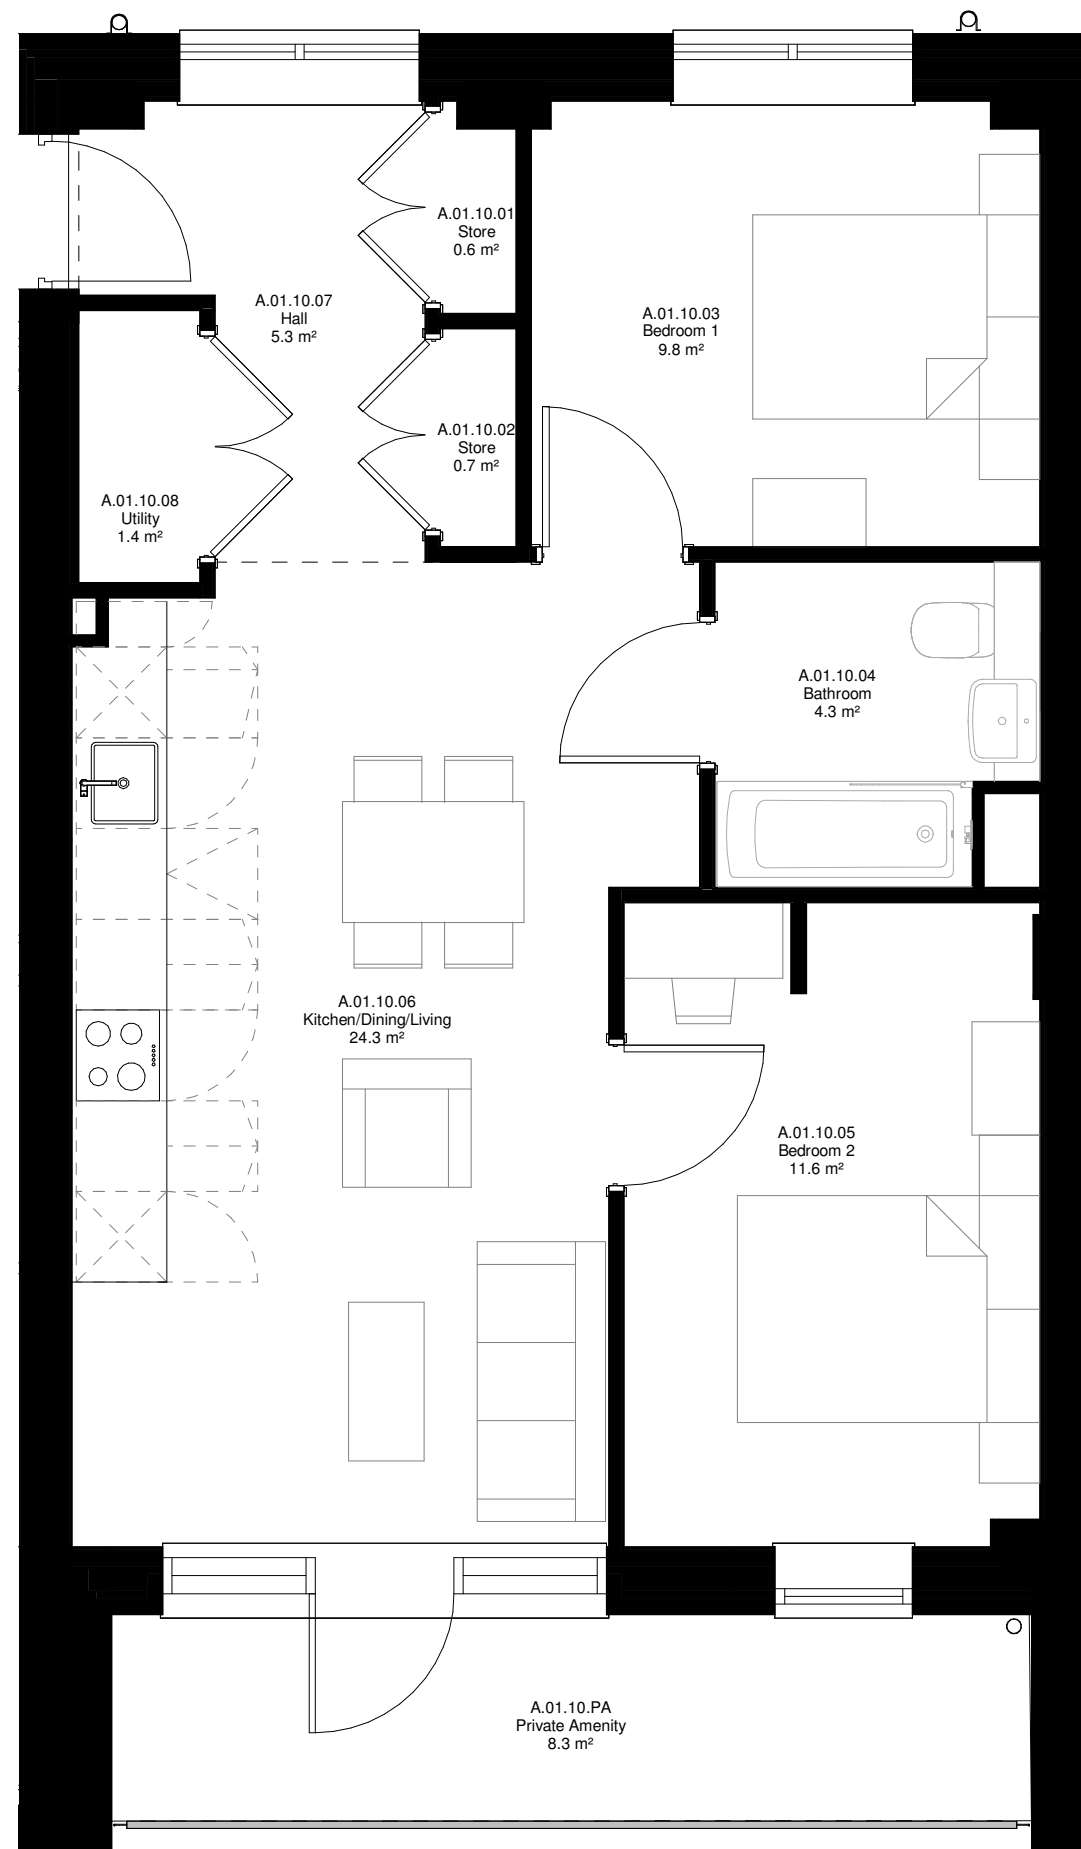 A.01.10.01
Store
0.6 m²
A.01.10.07
Hall
5.3 m²
A.01.10.03
Bedroom 1
9.8 m²
A.01.10.02
Store
0.7 m²
A.01.10.08
Utility
1.4 m²
A.01.10.04
Bathroom
4.3 m²
A.01.10.06
Kitchen/Dining/Living
24.3 m²
A.01.10.05
Bedroom 2
11.6 m²
A.01.10.PA
Private Amenity
8.3 m²